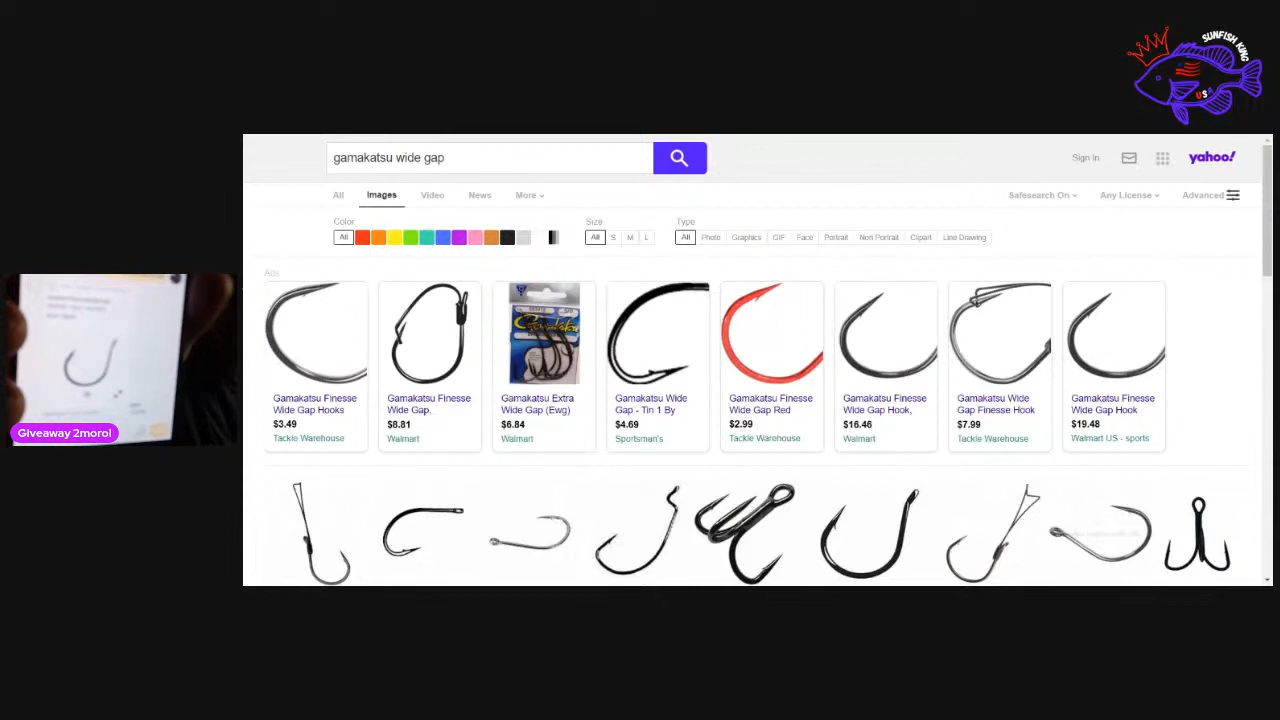 SUNFISH KING
USA
gamakatsu wide gap
Sign In
yahoo!
All Images Video News More
Safesearch On Any License Advanced
Color
Size
Type
All
All S M L
All Photo Graphics GIF Face Portrait Non Portrait Clipart Line Drawing
Ads
Gamakatsu Finesse
Wide Gap Hooks
$3.49
Tackle Warehouse
Gamakatsu Finesse
Wide Gap,
$8.81
Walmart
Gamakatsu Extra
Wide Gap (Ewg)
$6.84
Walmart
Gamakatsu Wide
Gap - Tin 1 By
$4.69
Sportsman's
Gamakatsu Finesse
Wide Gap Red
$2.99
Tackle Warehouse
Gamakatsu Finesse
Wide Gap Hook,
$16.46
Walmart
Gamakatsu Wide
Gap Finesse Hook
$7.99
Tackle Warehouse
Gamakatsu Finesse
Wide Gap Hook
$19.48
Walmart US - sports
Giveaway 2moro!